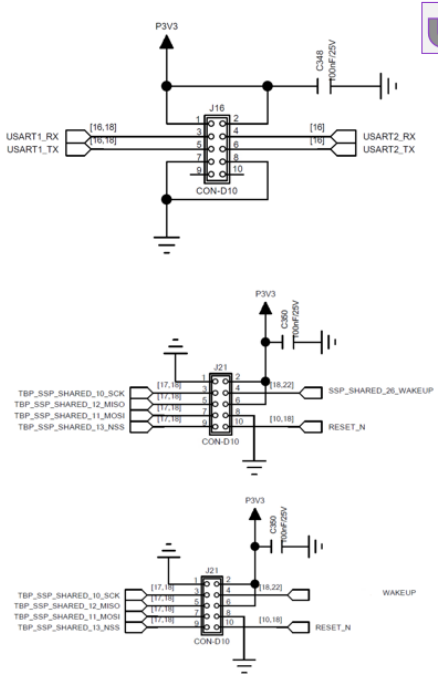 P3V3
C348
100nF/25V
J16
1 2
USART1_RX [16,18] 3 4 [16] USART2_RX
USART1_TX [16,18] 5 6 [16] USART2_TX
7 8
9 10
CON-D10
P3V3
C350
100nF/25V
J21
1 2
TBP_SSP_SHARED_10_SCK [17,18] 3 4 [18,22] SSP_SHARED_26_WAKEUP
TBP_SSP_SHARED_12_MISO [17,18] 5 6
TBP_SSP_SHARED_11_MOSI [17,18] 7 8
TBP_SSP_SHARED_13_NSS [17,18] 9 10 [10,18] RESET_N
CON-D10
P3V3
C350
100nF/25V
J21
1 2
TBP_SSP_SHARED_10_SCK [17,18] 3 4 [18,22] WAKEUP
TBP_SSP_SHARED_12_MISO [17,18] 5 6
TBP_SSP_SHARED_11_MOSI [17,18] 7 8
TBP_SSP_SHARED_13_NSS [17,18] 9 10 [10,18] RESET_N
CON-D10